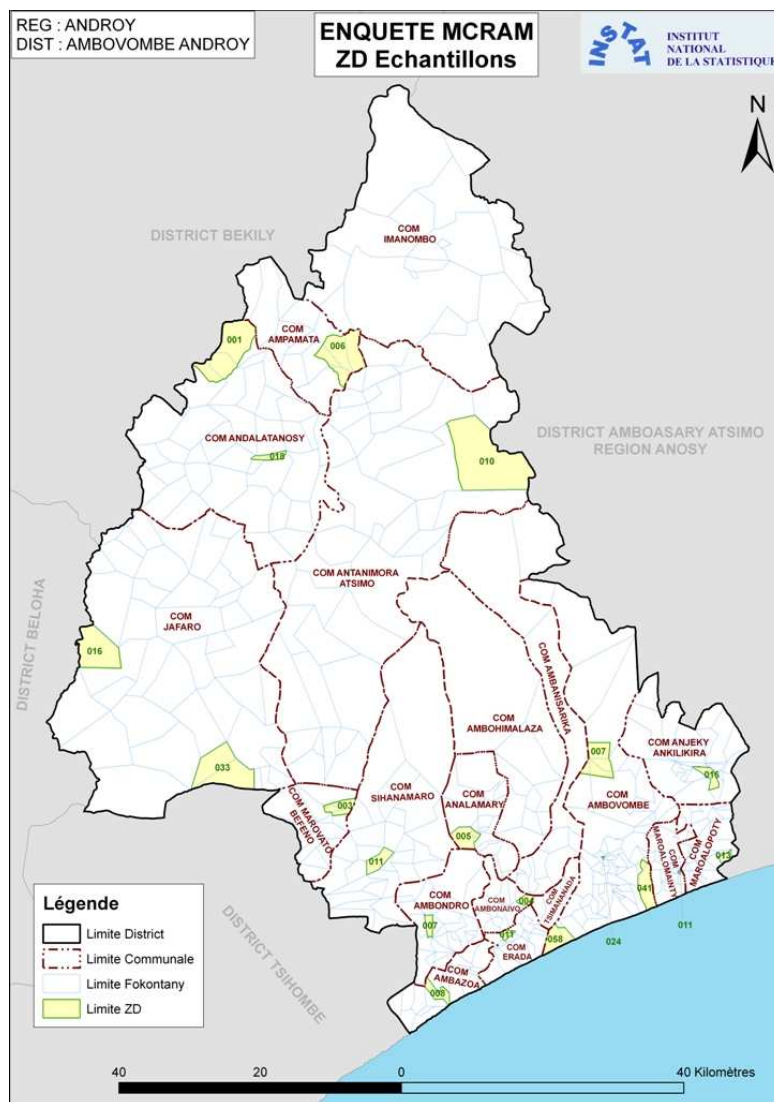 REG : ANDROY
DIST : AMBOVOMBE ANDROY
ENQUETE MCRAM
ZD Echantillons
INSTAT
INSTITUT
NATIONAL
DE LA STATISTIQUE
N
DISTRICT BEKILY
COM
IMANOMBO
001
COM
AMPAMATA
006
COM ANDALATANOSY
018
010
DISTRICT AMBOASARY ATSIMO
REGION ANOSY
COM ANTANIMORA
ATSIMO
COM
JAFARO
016
DISTRICT BELOHA
COM AMBANISARIKA
COM
AMBOHIMALAZA
033
007
COM ANJEKY
ANKILIKIRA
016
COM
AMBOVOMBE
COM MAROVATO
BEFENO
003
COM
SIHANAMARO
COM
ANALAMARY
005
COM
MAROALOMAINTY
COM
MAROALOPOTY
013
011
041
COM
AMBONDRO
COM
AMBONAIVO
004
COM
TSIMANANADA
007
011
COM
ERADA
058
024
011
COM
AMBAZOA
008
DISTRICT TSIHOMBE
Légende
Limite District
Limite Communale
Limite Fokontany
Limite ZD
40 20 0 40 Kilomètres